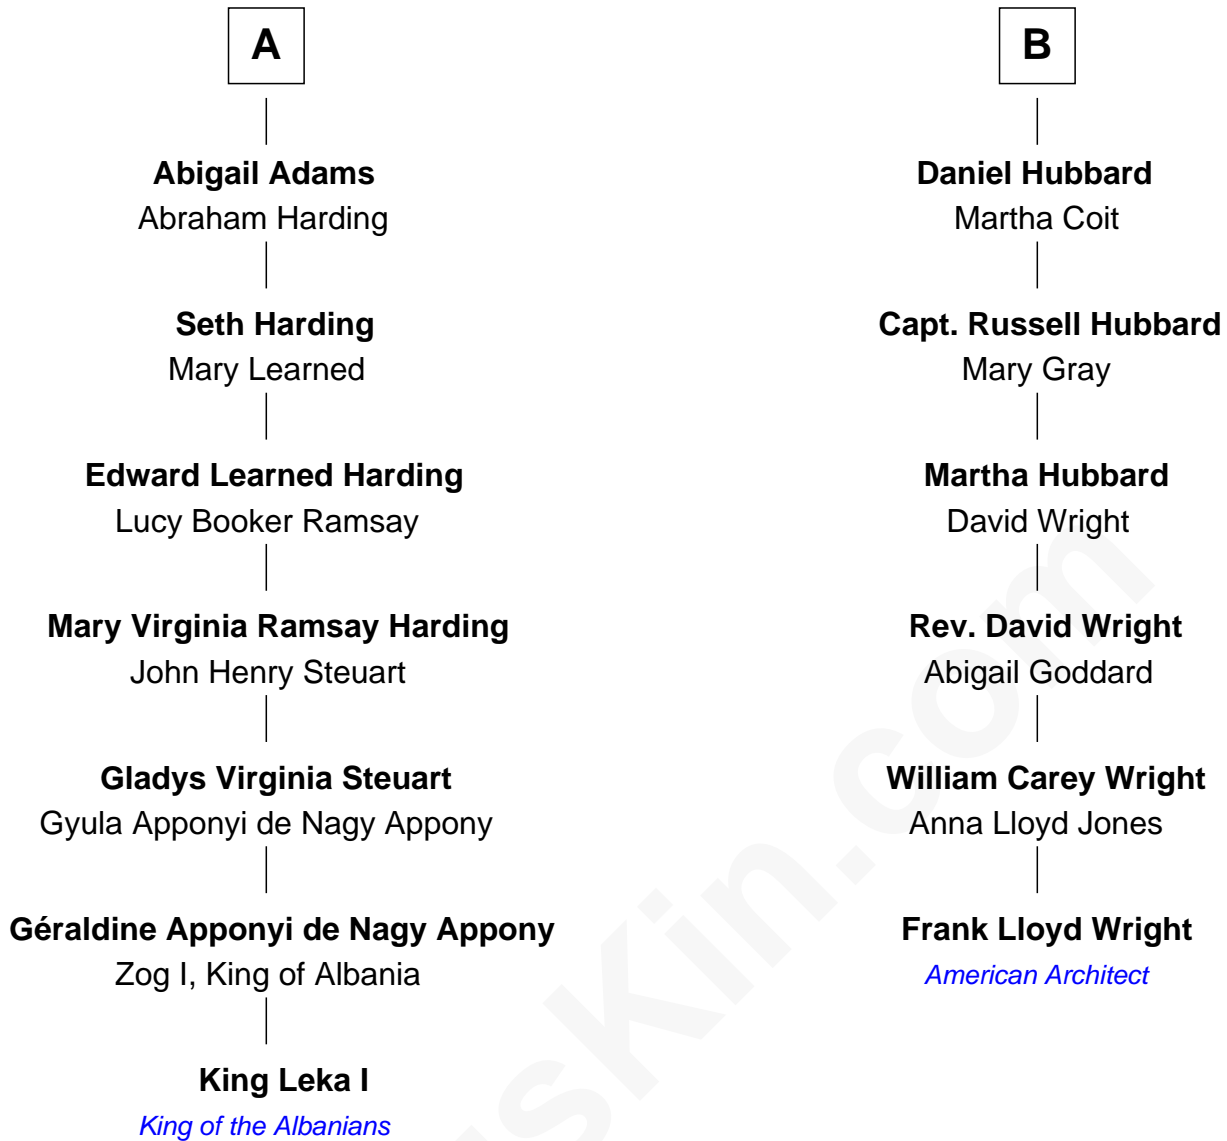 A
Abigail Adams
Abraham Harding
Seth Harding
Mary Learned
Edward Learned Harding
Lucy Booker Ramsay
Mary Virginia Ramsay Harding
John Henry Steuart
Gladys Virginia Steuart
Gyula Apponyi de Nagy Appony
Géraldine Apponyi de Nagy Appony
Zog I, King of Albania
King Leka I
King of the Albanians
B
Daniel Hubbard
Martha Coit
Capt. Russell Hubbard
Mary Gray
Martha Hubbard
David Wright
Rev. David Wright
Abigail Goddard
William Carey Wright
Anna Lloyd Jones
Frank Lloyd Wright
American Architect